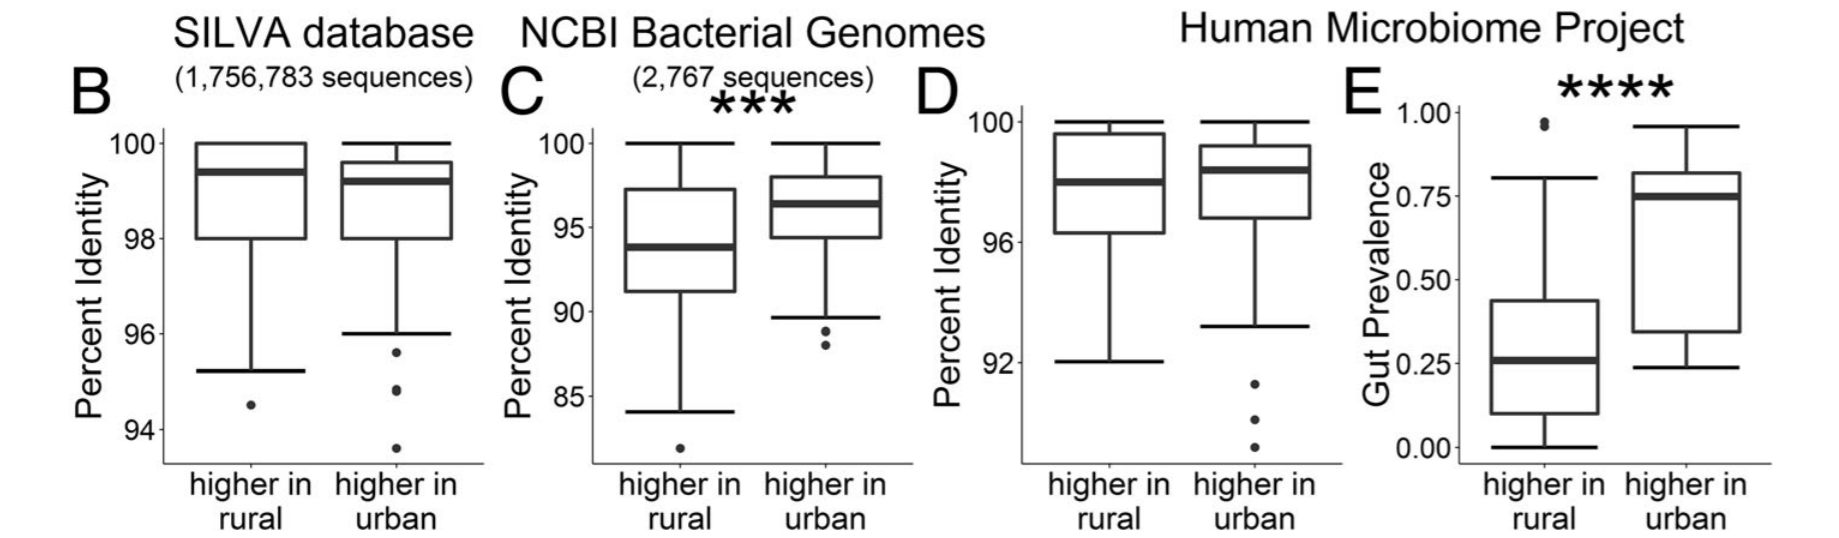 SILVA database
(1,756,783 sequences)
NCBI Bacterial Genomes
(2,767 sequences)
Human Microbiome Project
B
Percent Identity
100
98
96
94
higher in rural
higher in urban
C
***
Percent Identity
100
95
90
85
higher in rural
higher in urban
D
Percent Identity
100
96
92
higher in rural
higher in urban
E
****
Gut Prevalence
1.00
0.75
0.50
0.25
0.00
higher in rural
higher in urban